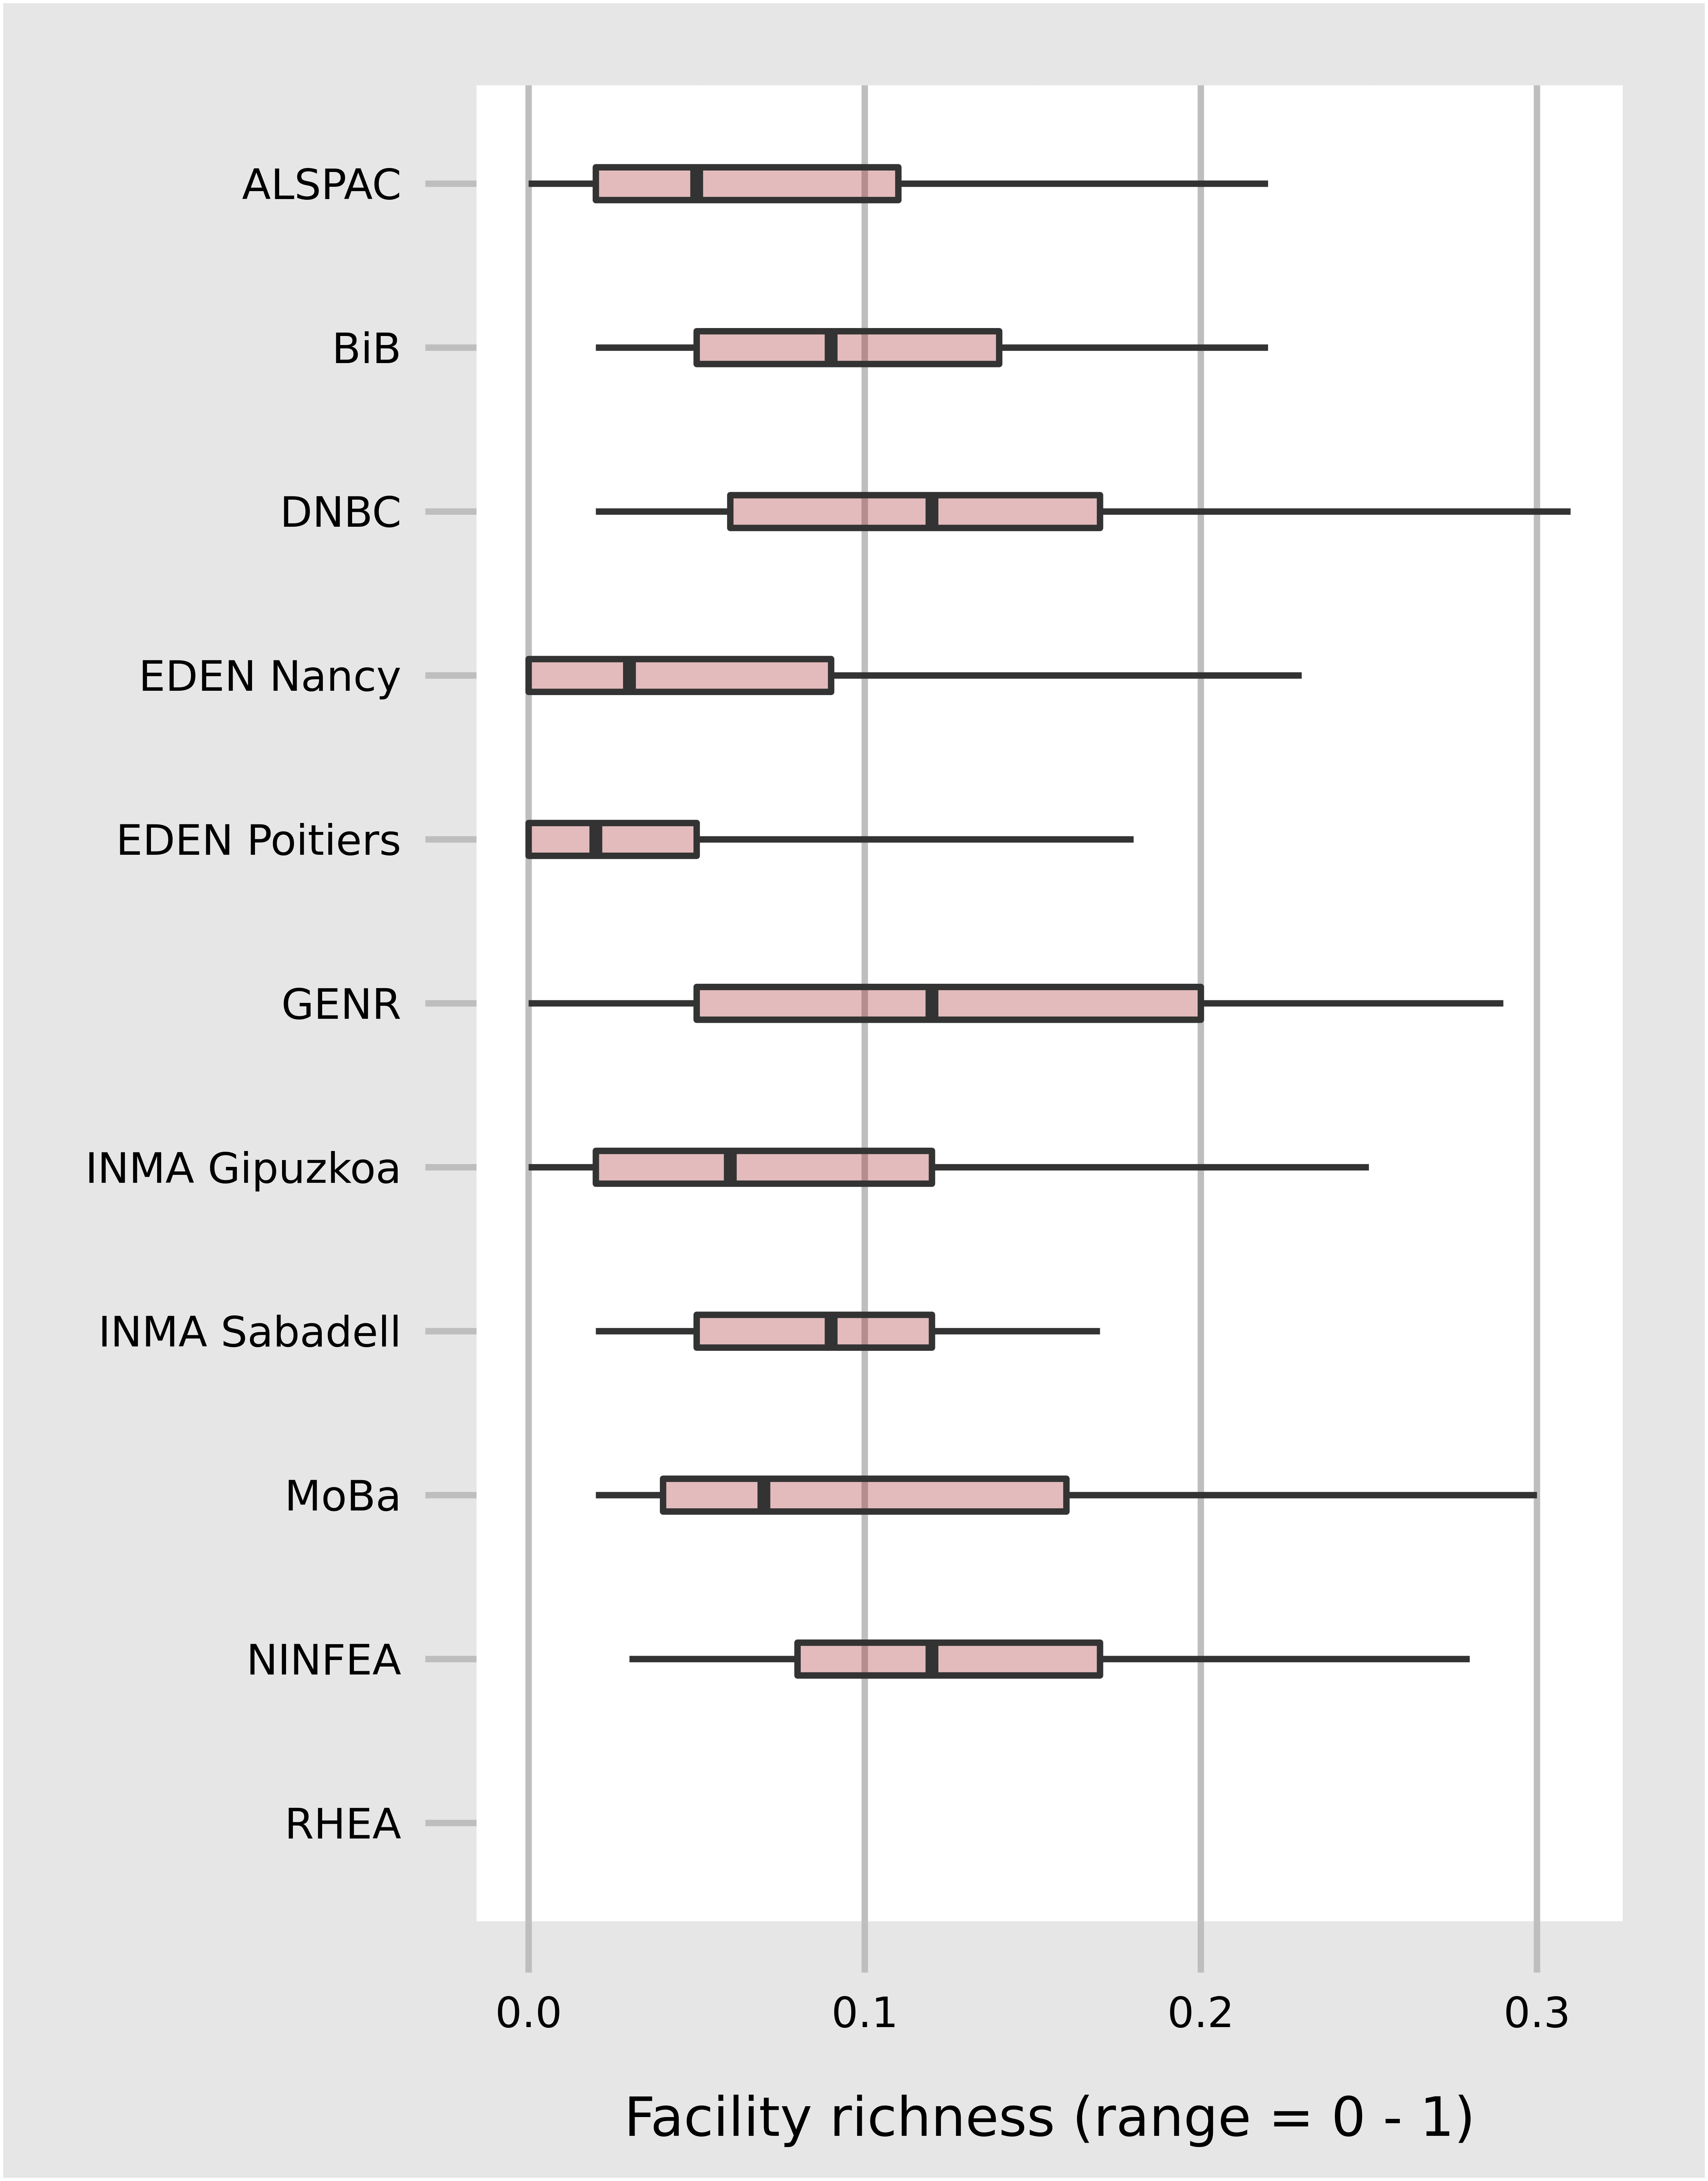 ALSPAC
BiB
DNBC
EDEN Nancy
EDEN Poitiers
GENR
INMA Gipuzkoa
INMA Sabadell
MoBa
NINFEA
RHEA
0.0 0.1 0.2 0.3
Facility richness (range = 0 - 1)